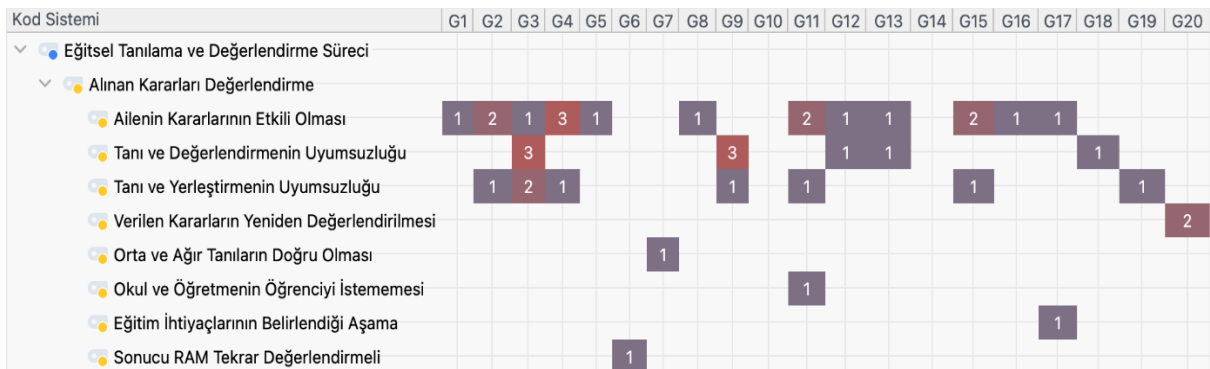 Kod Sistemi G1 G2 G3 G4 G5 G6 G7 G8 G9 G10 G11 G12 G13 G14 G15 G16 G17 G18 G19 G20
Eğitsel Tanılama ve Değerlendirme Süreci
Alınan Kararları Değerlendirme
Ailenin Kararlarının Etkili Olması 1 2 1 3 1 1 2 1 1 2 1 1
Tanı ve Değerlendirmenin Uyumsuzluğu 3 3 1 1 1
Tanı ve Yerleştirmenin Uyumsuzluğu 1 2 1 1 1 1 1
Verilen Kararların Yeniden Değerlendirilmesi 2
Orta ve Ağır Tanıların Doğru Olması 1
Okul ve Öğretmenin Öğrenciyi İstememesi 1
Eğitim İhtiyaçlarının Belirlendiği Aşama 1
Sonucu RAM Tekrar Değerlendirmeli 1